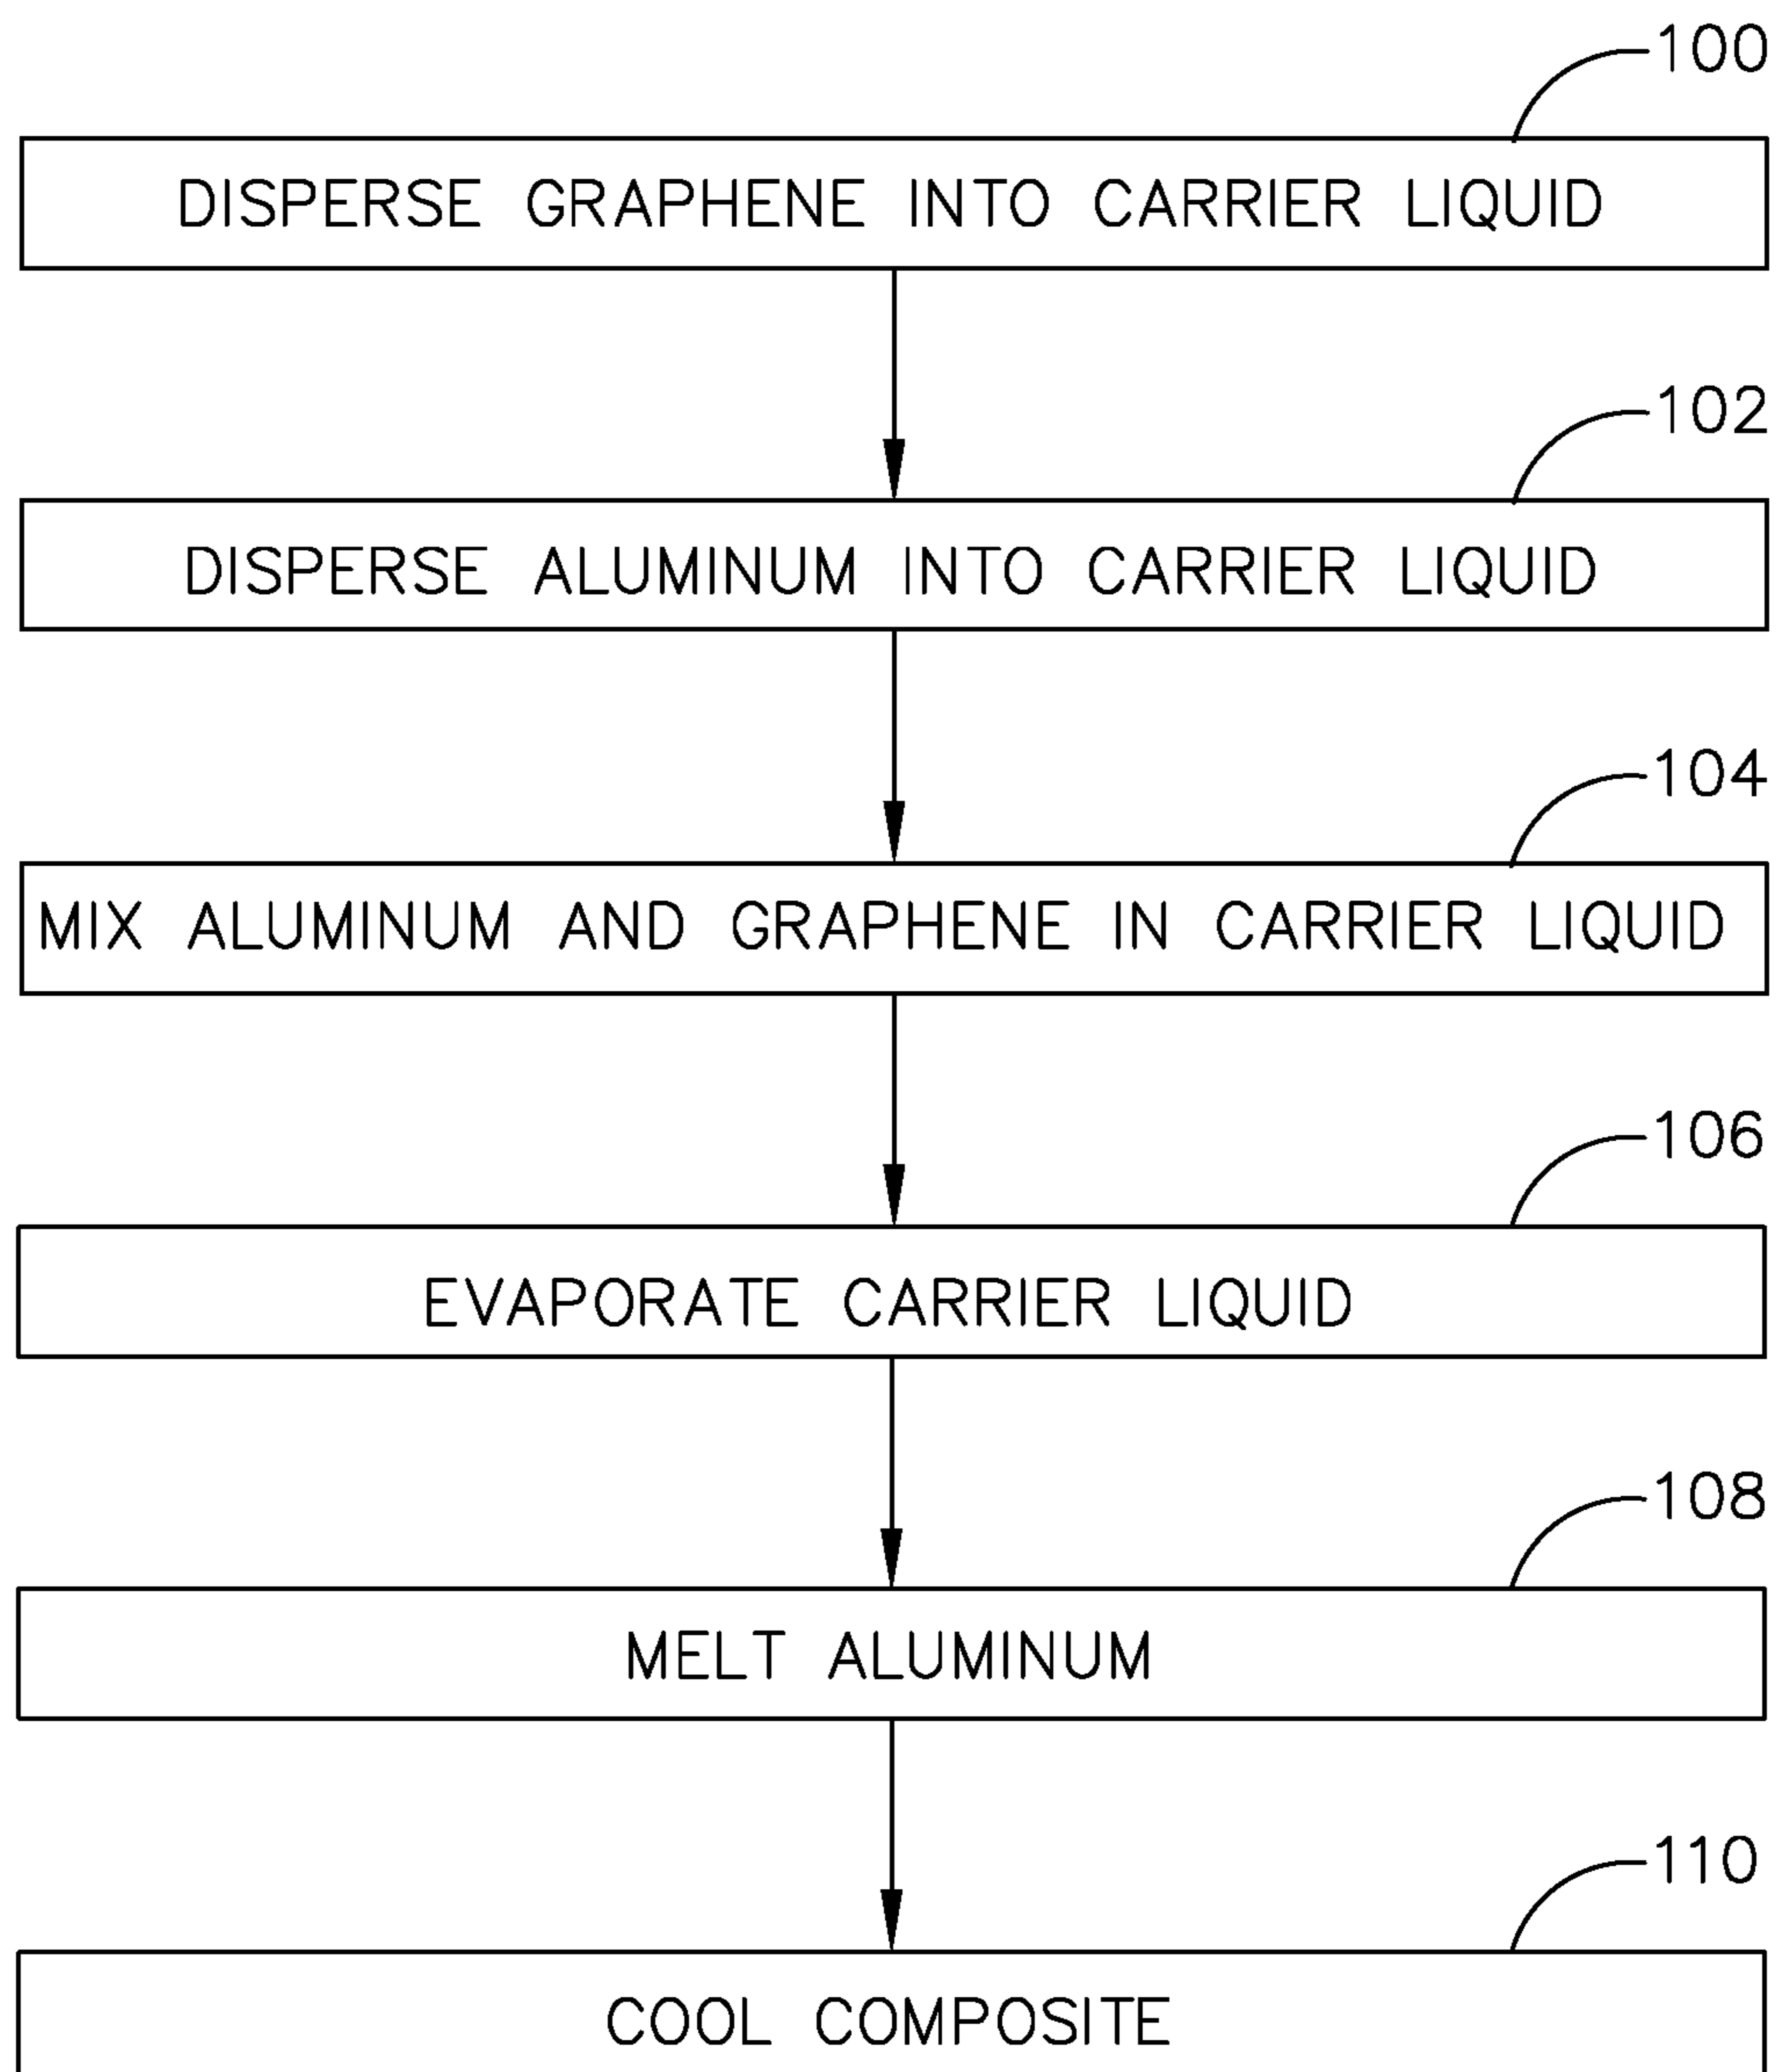 100
DISPERSE GRAPHENE INTO CARRIER LIQUID
102
DISPERSE ALUMINUM INTO CARRIER LIQUID
104
MIX ALUMINUM AND GRAPHENE IN CARRIER LIQUID
106
EVAPORATE CARRIER LIQUID
108
MELT ALUMINUM
110
COOL COMPOSITE